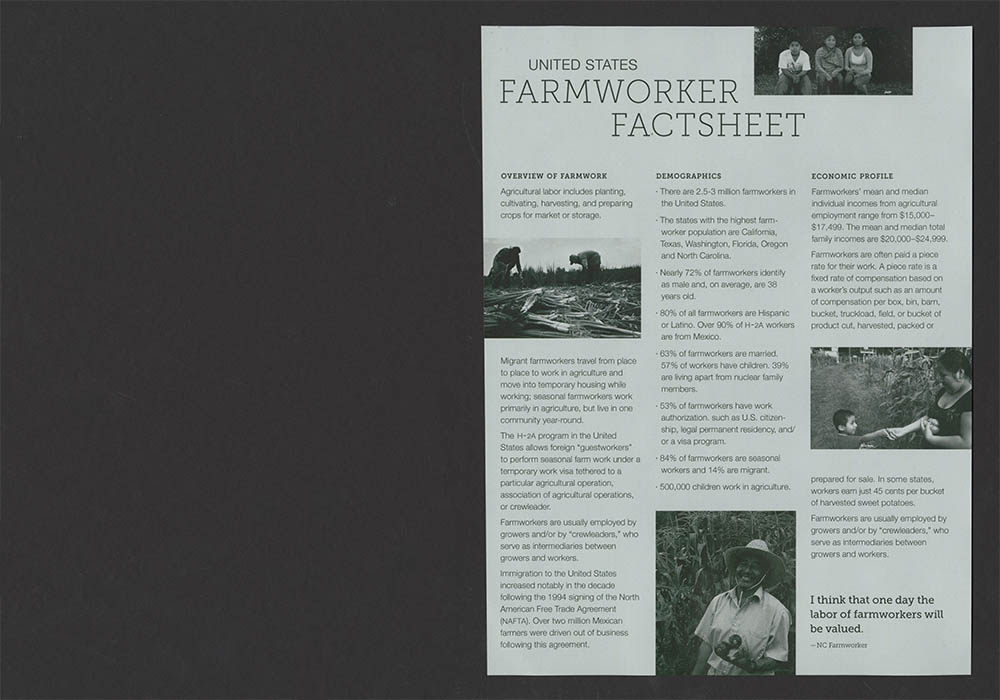 UNITED STATES
FARMWORKER
FACTSHEET
OVERVIEW OF FARMWORK
Agricultural labor includes planting,
cultivating, harvesting, and preparing
crops for market or storage.
Migrant farmworkers travel from place
to place to work in agriculture and
move into temporary housing while
working; seasonal farmworkers work
primarily in agriculture, but live in one
community year-round.
The H-2A program in the United
States allows foreign “guestworkers”
to perform seasonal farm work under a
temporary work visa tethered to a
particular agricultural operation,
association of agricultural operations,
or crewleader.
Farmworkers are usually employed by
growers and/or by “crewleaders,” who
serve as intermediaries between
growers and workers.
Immigration to the United States
increased notably in the decade
following the 1994 signing of the North
American Free Trade Agreement
(NAFTA). Over two million Mexican
farmers were driven out of business
following this agreement.
DEMOGRAPHICS
· There are 2.5-3 million farmworkers in
the United States.
· The states with the highest farm-
worker population are California,
Texas, Washington, Florida, Oregon
and North Carolina.
· Nearly 72% of farmworkers identify
as male and, on average, are 38
years old.
· 80% of all farmworkers are Hispanic
or Latino. Over 90% of H-2A workers
are from Mexico.
· 63% of farmworkers are married.
57% of workers have children. 39%
are living apart from nuclear family
members.
· 53% of farmworkers have work
authorization. such as U.S. citizen-
ship, legal permanent residency, and/
or a visa program.
· 84% of farmworkers are seasonal
workers and 14% are migrant.
· 500,000 children work in agriculture.
ECONOMIC PROFILE
Farmworkers’ mean and median
individual incomes from agricultural
employment range from $15,000–
$17,499. The mean and median total
family incomes are $20,000–$24,999.
Farmworkers are often paid a piece
rate for their work. A piece rate is a
fixed rate of compensation based on
a worker’s output such as an amount
of compensation per box, bin, barn,
bucket, truckload, field, or bucket of
product cut, harvested, packed or
prepared for sale. In some states,
workers earn just 45 cents per bucket
of harvested sweet potatoes.
Farmworkers are usually employed by
growers and/or by “crewleaders,” who
serve as intermediaries between
growers and workers.
I think that one day the
labor of farmworkers will
be valued.
—NC Farmworker